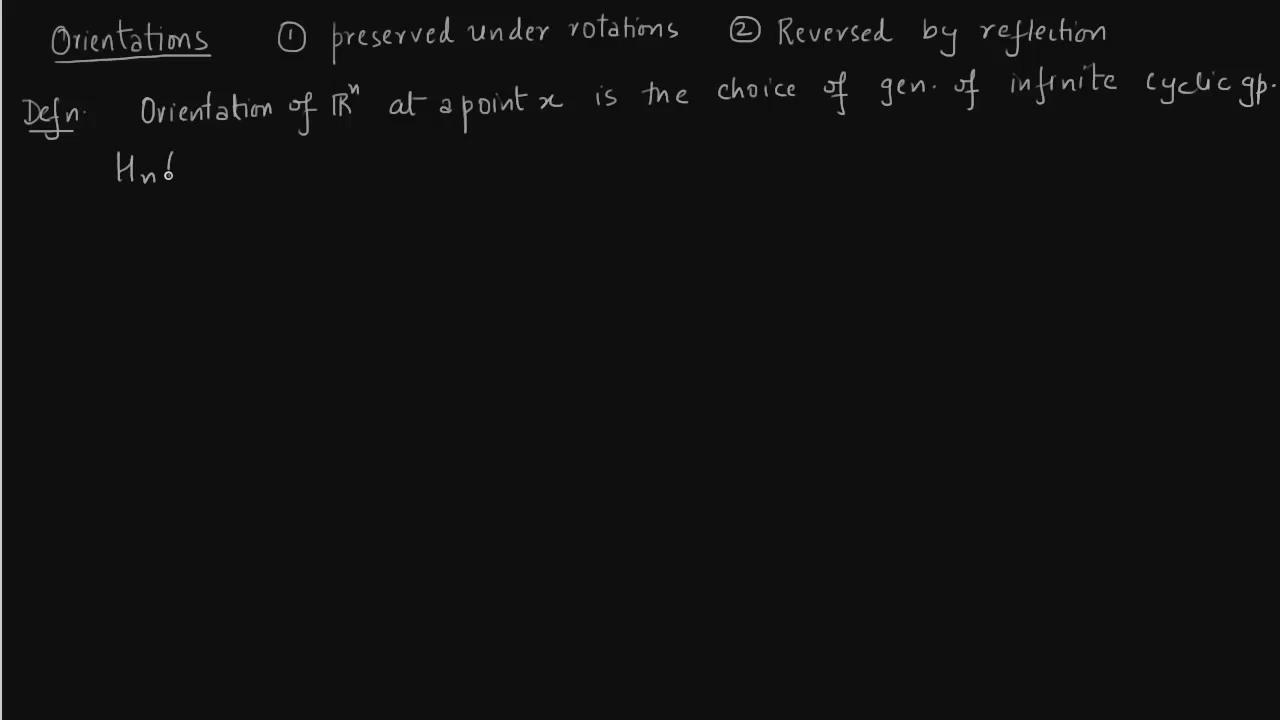 Orientations ① preserved under rotations ② Reversed by reflection
Defn. Orientation of ℝⁿ at a point x is the choice of gen. of infinite cyclic gp.
Hₙ(